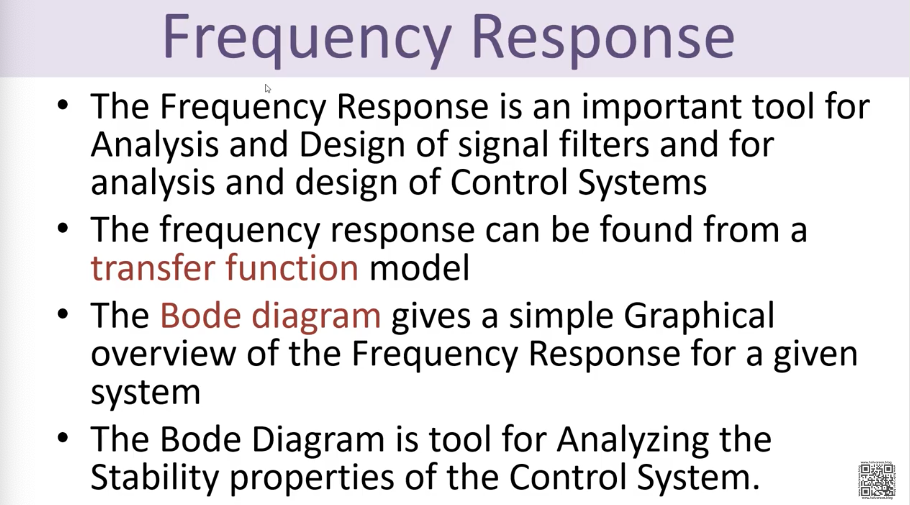 Frequency Response
• The Frequency Response is an important tool for
Analysis and Design of signal filters and for
analysis and design of Control Systems
• The frequency response can be found from a
transfer function model
• The Bode diagram gives a simple Graphical
overview of the Frequency Response for a given
system
• The Bode Diagram is tool for Analyzing the
Stability properties of the Control System.